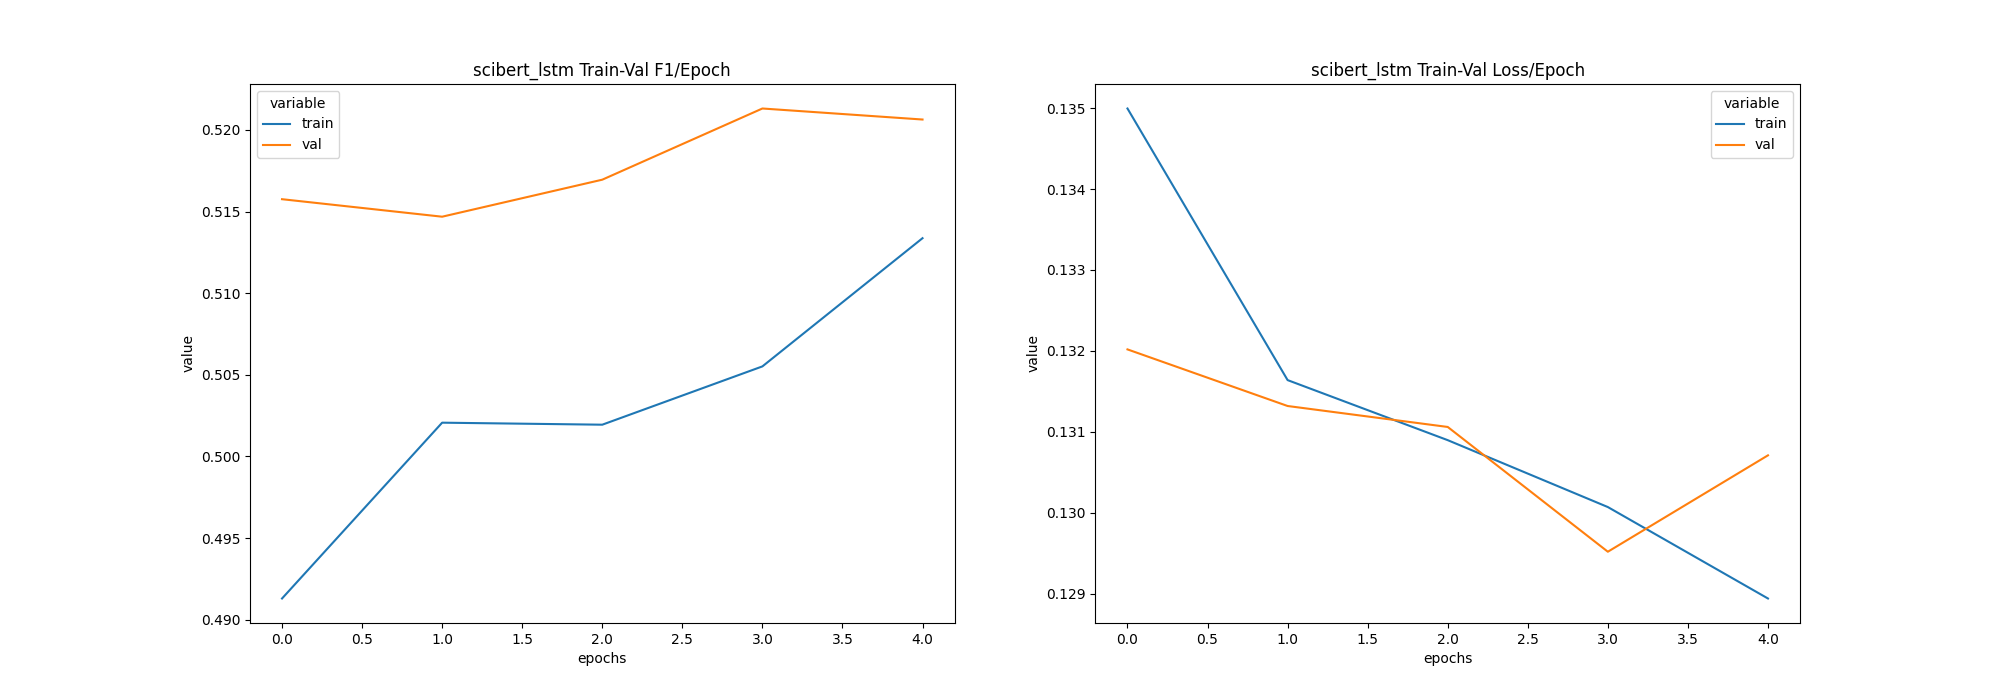 scibert_lstm Train-Val F1/Epoch
variable
train
val
0.520
0.515
0.510
0.505
0.500
0.495
0.490
value
0.0 0.5 1.0 1.5 2.0 2.5 3.0 3.5 4.0
epochs
scibert_lstm Train-Val Loss/Epoch
variable
train
val
0.135
0.134
0.133
0.132
0.131
0.130
0.129
value
0.0 0.5 1.0 1.5 2.0 2.5 3.0 3.5 4.0
epochs